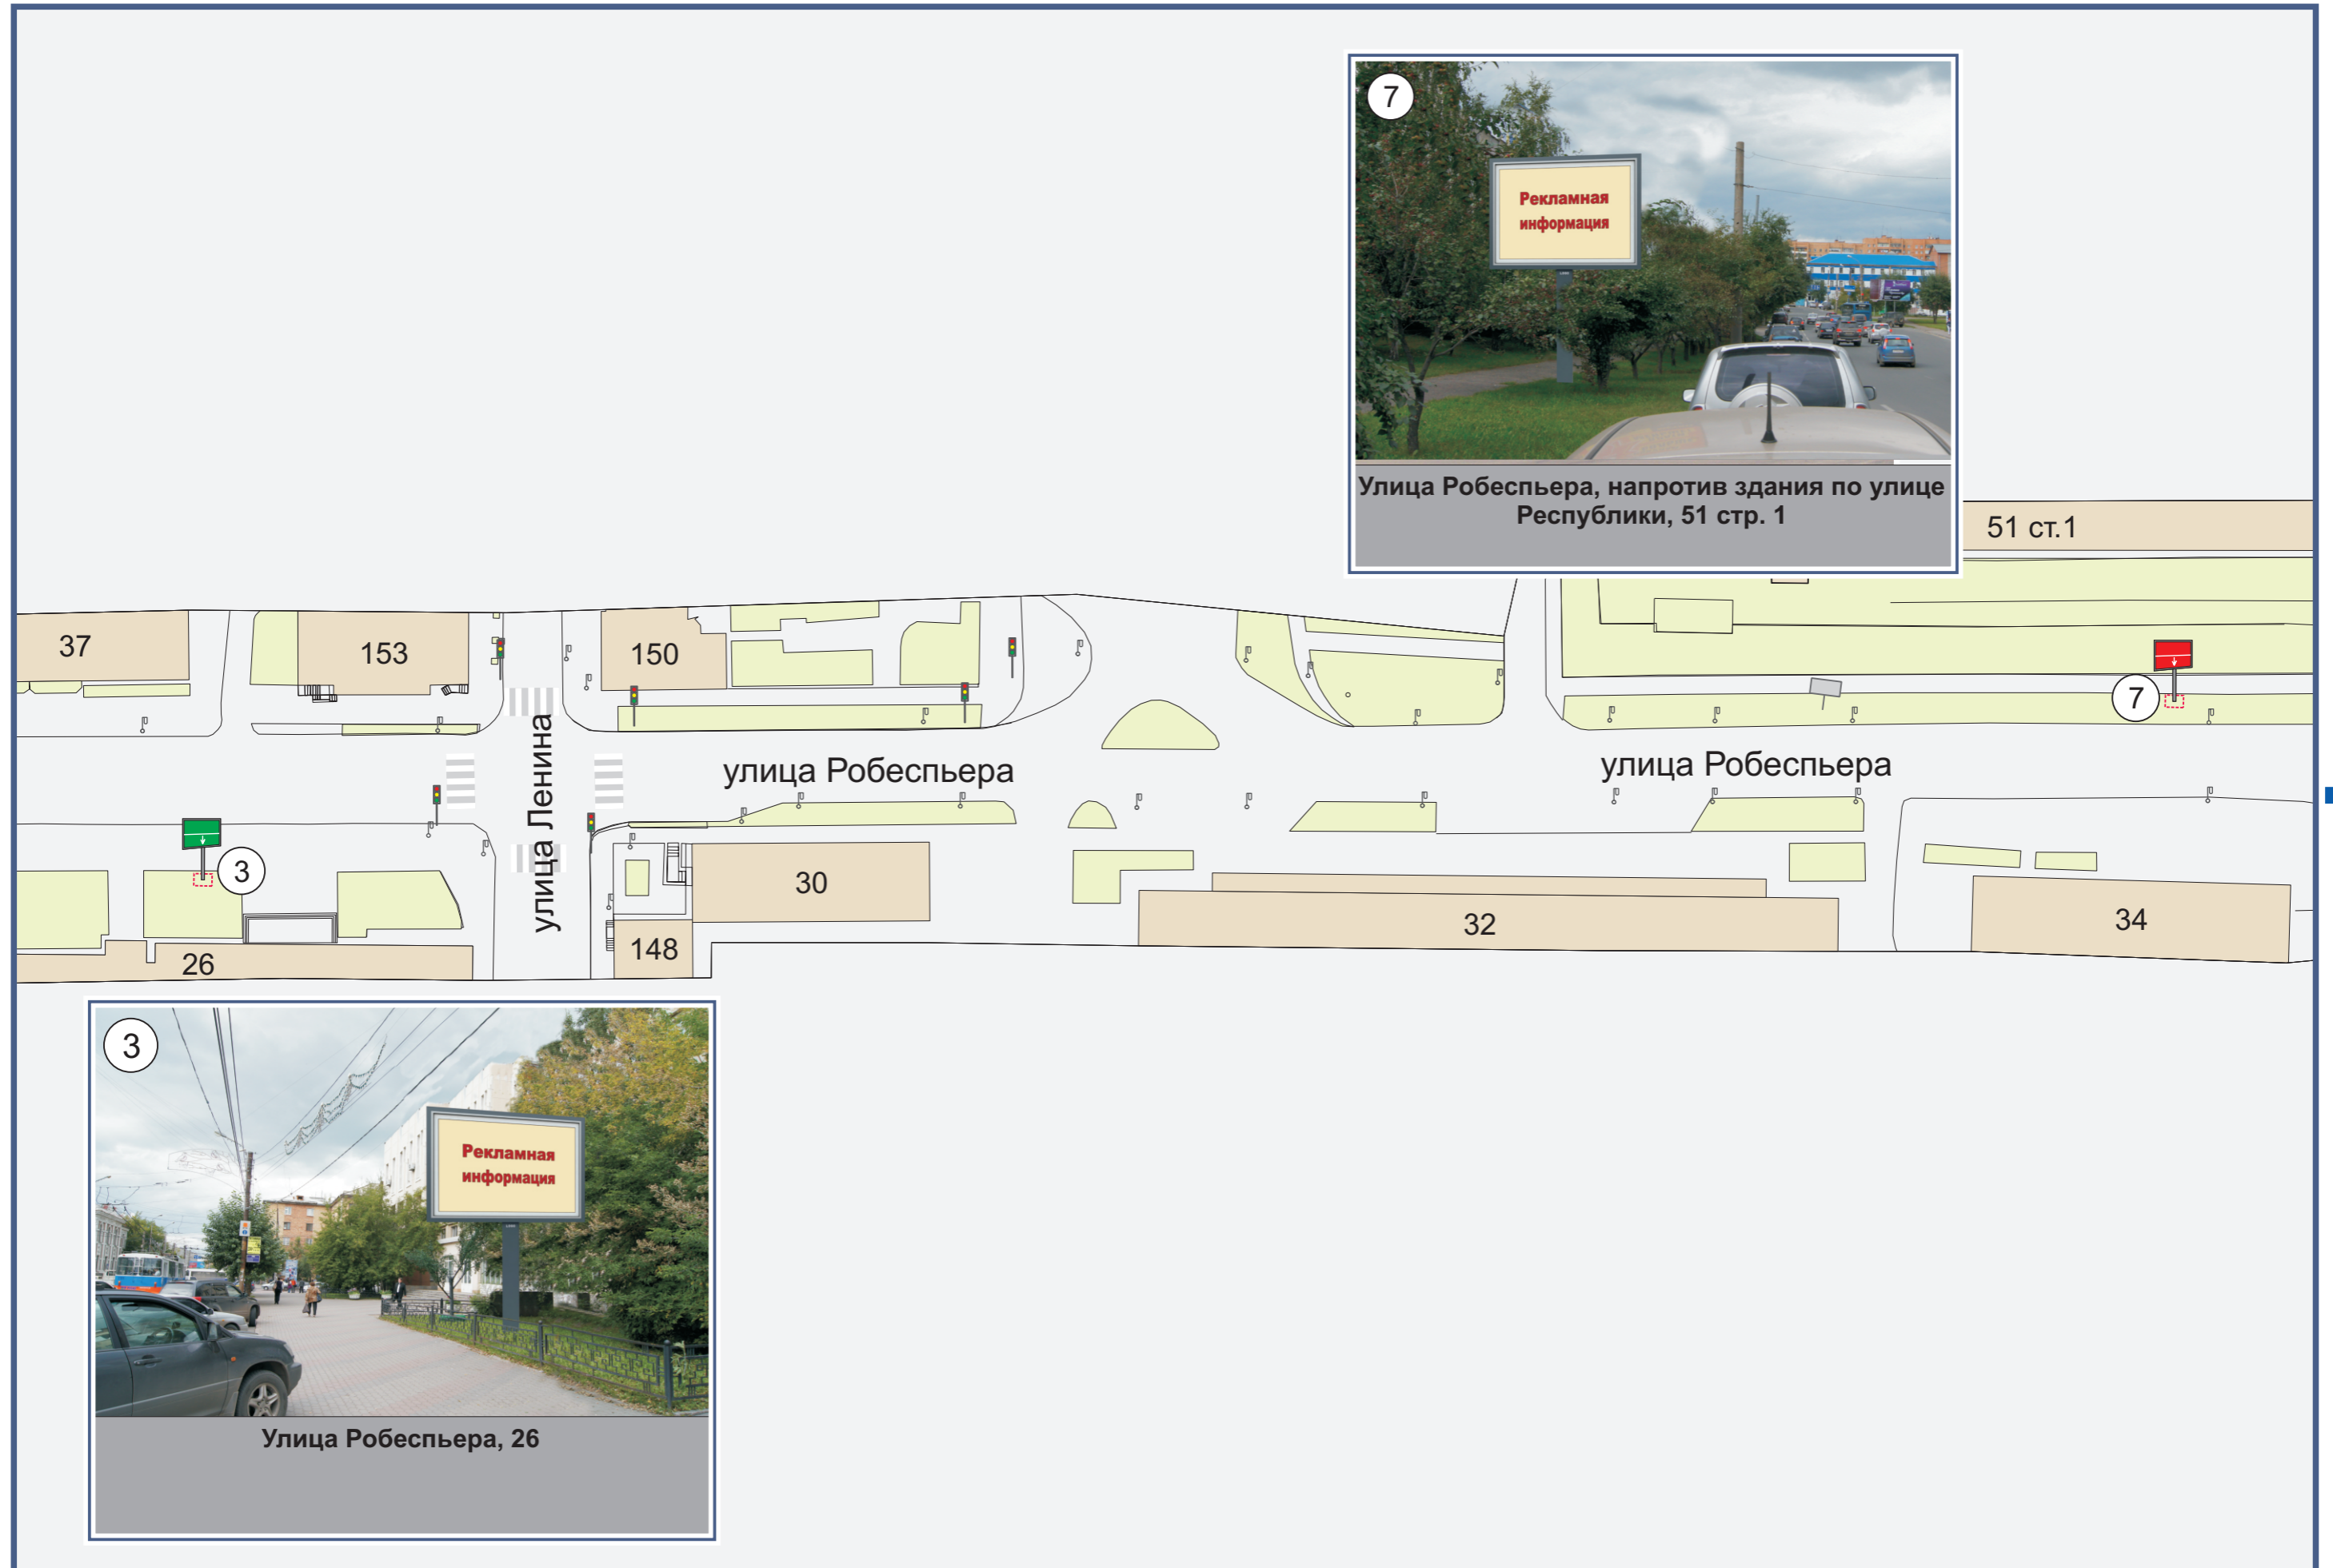 7
Рекламная
информация
Улица Робеспьера, напротив здания по улице
Республики, 51 стр. 1
51 ст.1
37
153
150
7
улица Ленина
улица Робеспьера
улица Робеспьера
3
30
32
34
148
26
3
Рекламная
информация
Улица Робеспьера, 26